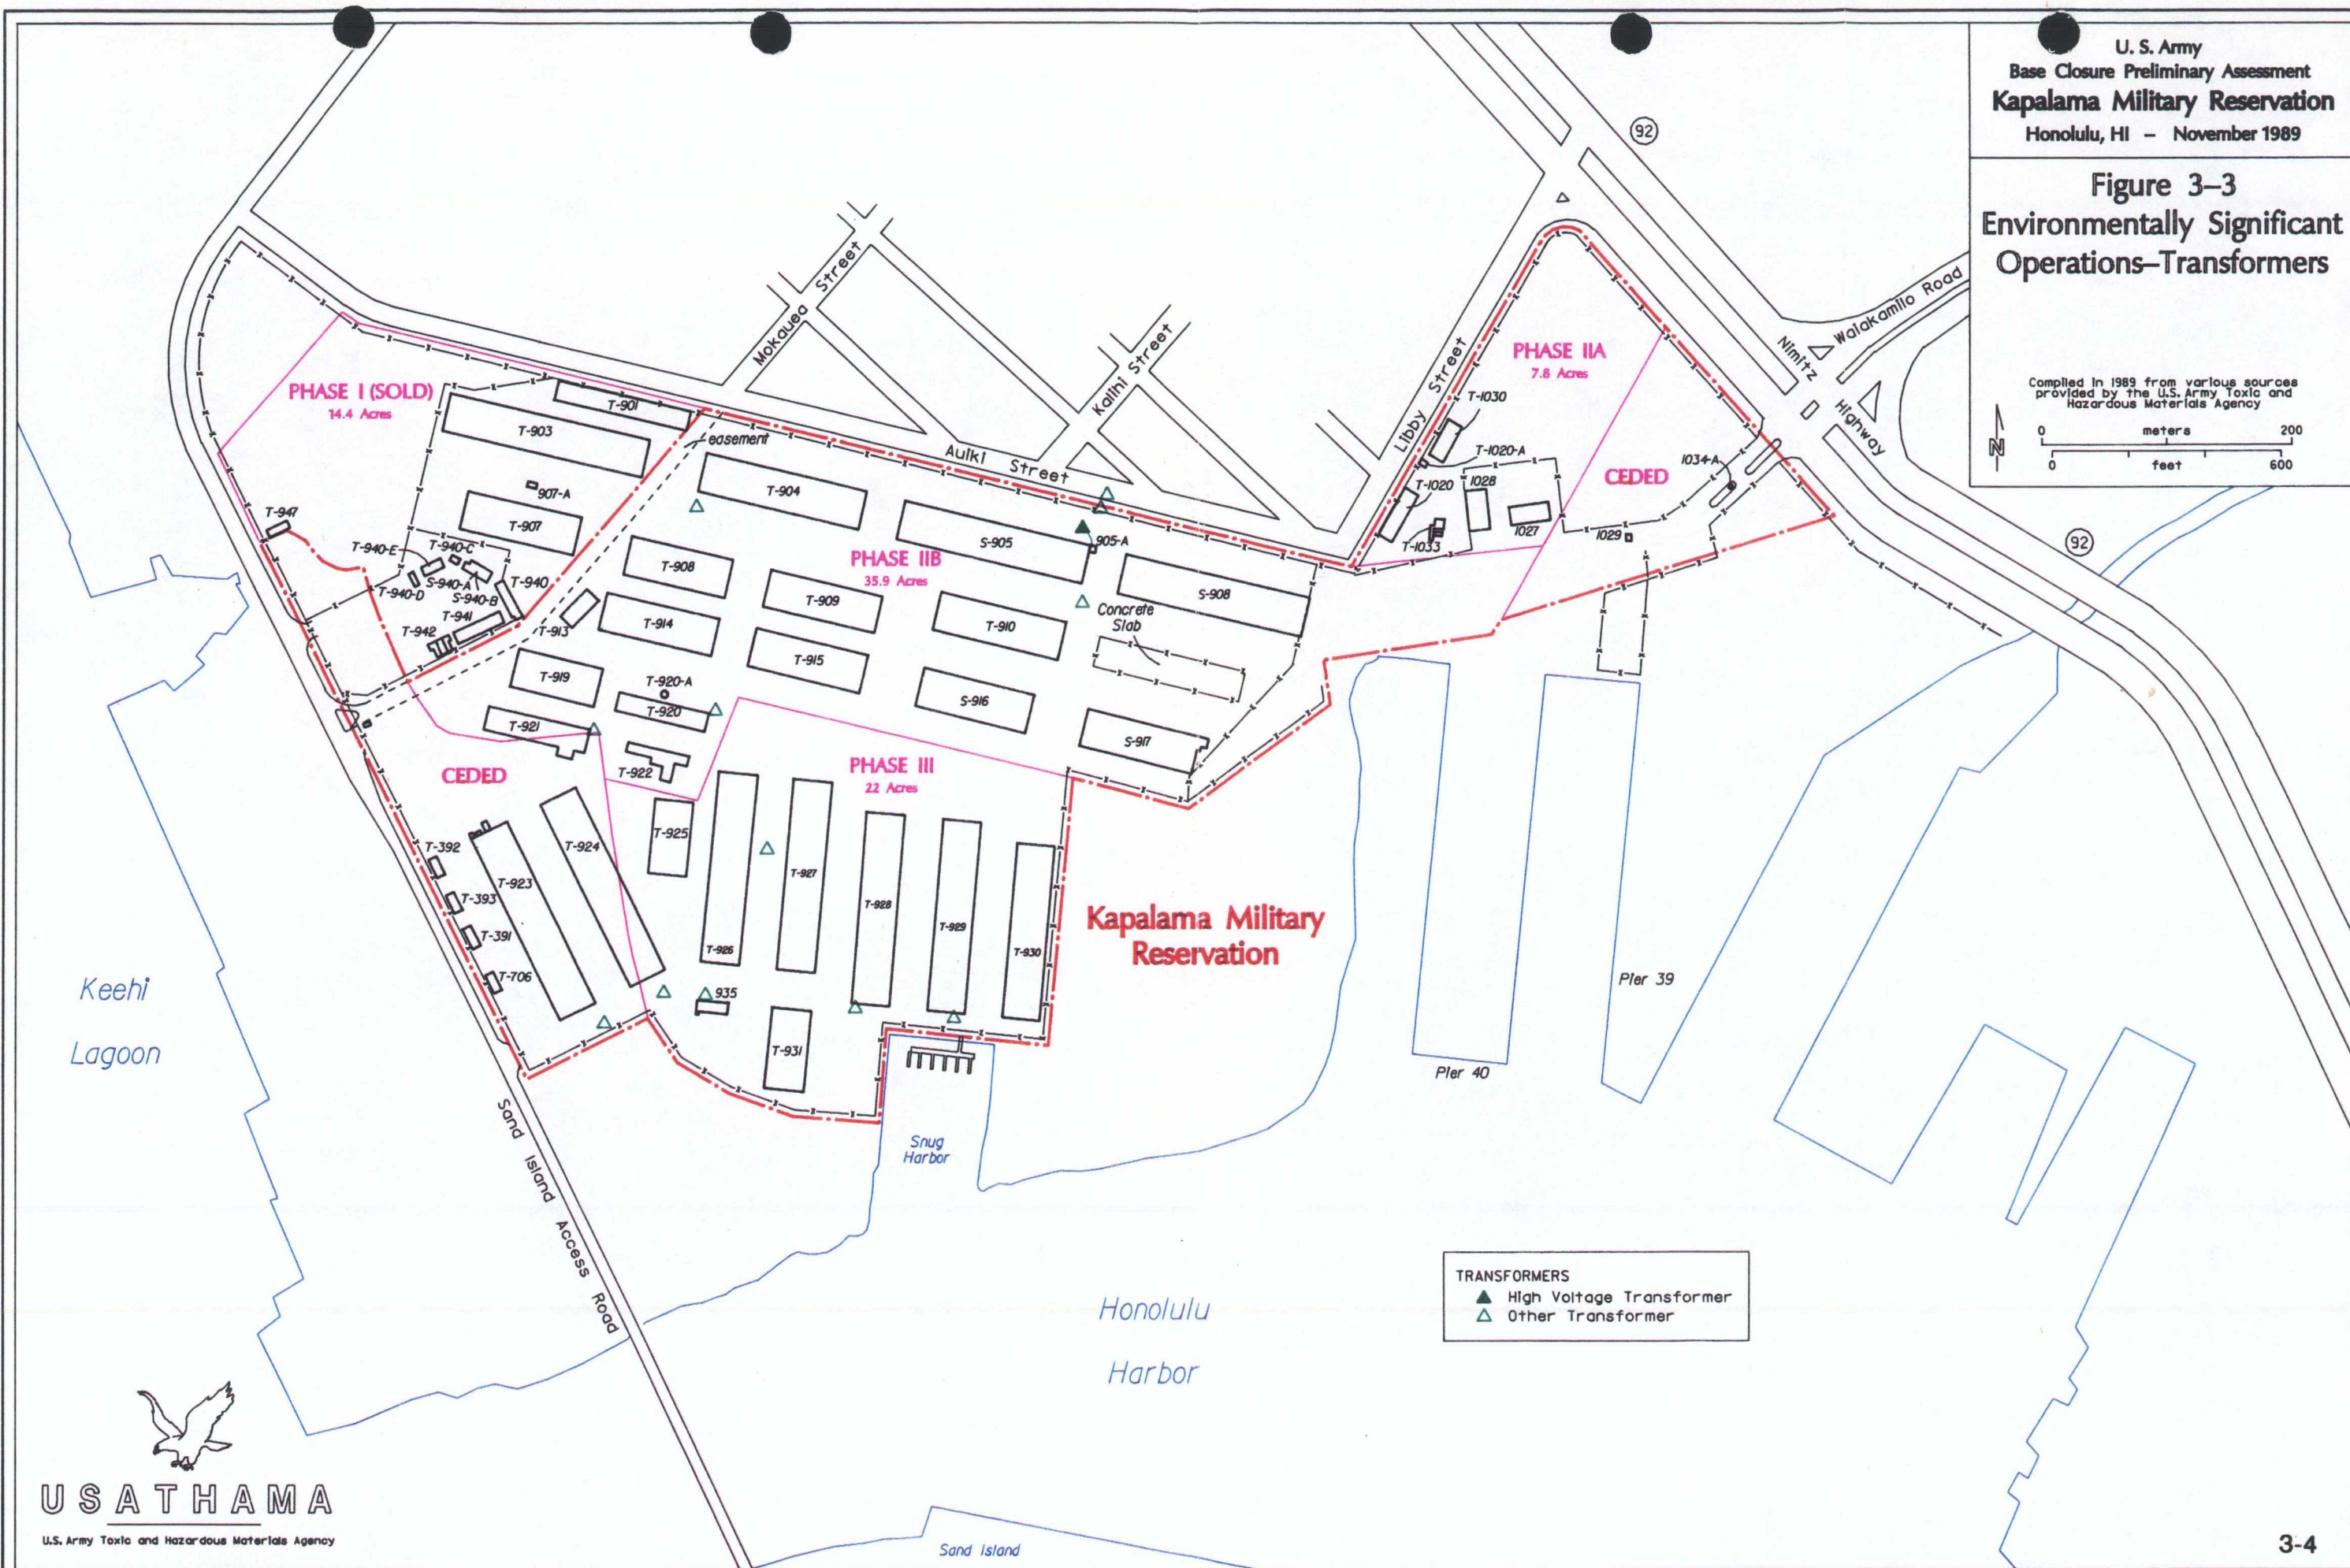 U. S. Army
Base Closure Preliminary Assessment
Kapalama Military Reservation
Honolulu, HI – November 1989
Figure 3–3
Environmentally Significant
Operations–Transformers
Compiled in 1989 from various sources
provided by the U.S. Army Toxic and
Hazardous Materials Agency
N
0 meters 200
0 feet 600
92
Waiakamilo Road
Nimitz
Highway
92
Mokauea Street
Kalihi Street
Libby Street
Auiki Street
easement
PHASE I (SOLD)
14.4 Acres
T-901
T-903
907-A
T-907
T-947
T-940-E
T-940-C
T-940-D
S-940-A
S-940-B
T-940
T-941
T-942
PHASE IIA
7.8 Acres
T-1030
T-1020-A
T-1020
1028
1027
T-1033
CEDED
1034-A
1029
PHASE IIB
35.9 Acres
T-904
S-905
905-A
T-908
S-908
T-909
T-910
Concrete
Slab
T-913
T-914
T-915
S-916
S-917
T-919
T-920-A
T-920
T-921
T-922
CEDED
T-392
T-393
T-391
T-706
T-923
T-924
PHASE III
22 Acres
T-925
T-926
T-927
T-928
T-929
T-930
935
T-931
Kapalama Military
Reservation
Keehi
Lagoon
Pier 39
Pier 40
Snug
Harbor
Sand Island Access Road
Honolulu
Harbor
TRANSFORMERS
High Voltage Transformer
Other Transformer
USATHAMA
U.S. Army Toxic and Hazardous Materials Agency
Sand Island
3-4